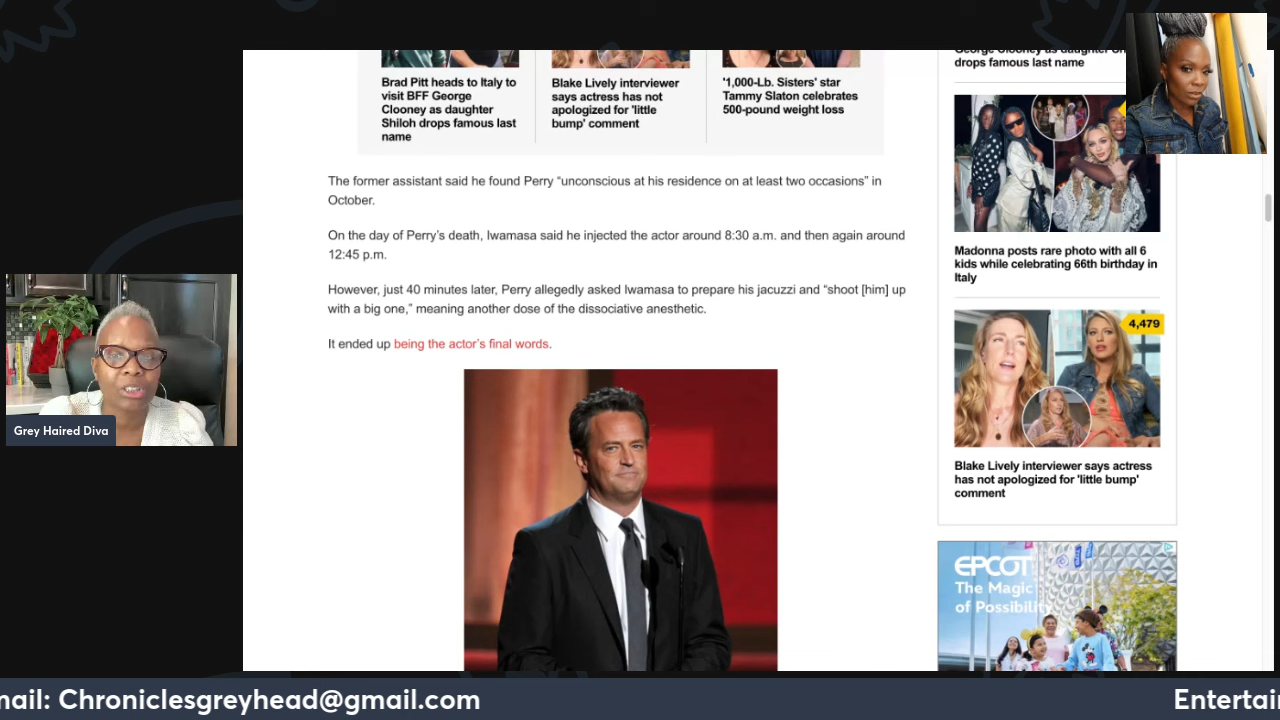 Brad Pitt heads to Italy to
visit BFF George
Clooney as daughter
Shiloh drops famous last
name
Blake Lively interviewer
says actress has not
apologized for 'little
bump' comment
'1,000-Lb. Sisters' star
Tammy Slaton celebrates
500-pound weight loss
The former assistant said he found Perry “unconscious at his residence on at least two occasions” in
October.
On the day of Perry’s death, Iwamasa said he injected the actor around 8:30 a.m. and then again around
12:45 p.m.
However, just 40 minutes later, Perry allegedly asked Iwamasa to prepare his jacuzzi and “shoot [him] up
with a big one,” meaning another dose of the dissociative anesthetic.
It ended up being the actor’s final words.
George Clooney as daughter
drops famous last name
Madonna posts rare photo with all 6
kids while celebrating 66th birthday in
Italy
4,479
Blake Lively interviewer says actress
has not apologized for 'little bump'
comment
EPCOT
The Magic
of Possibility
Grey Haired Diva
mail: Chroniclesgreyhead@gmail.com
Entertai